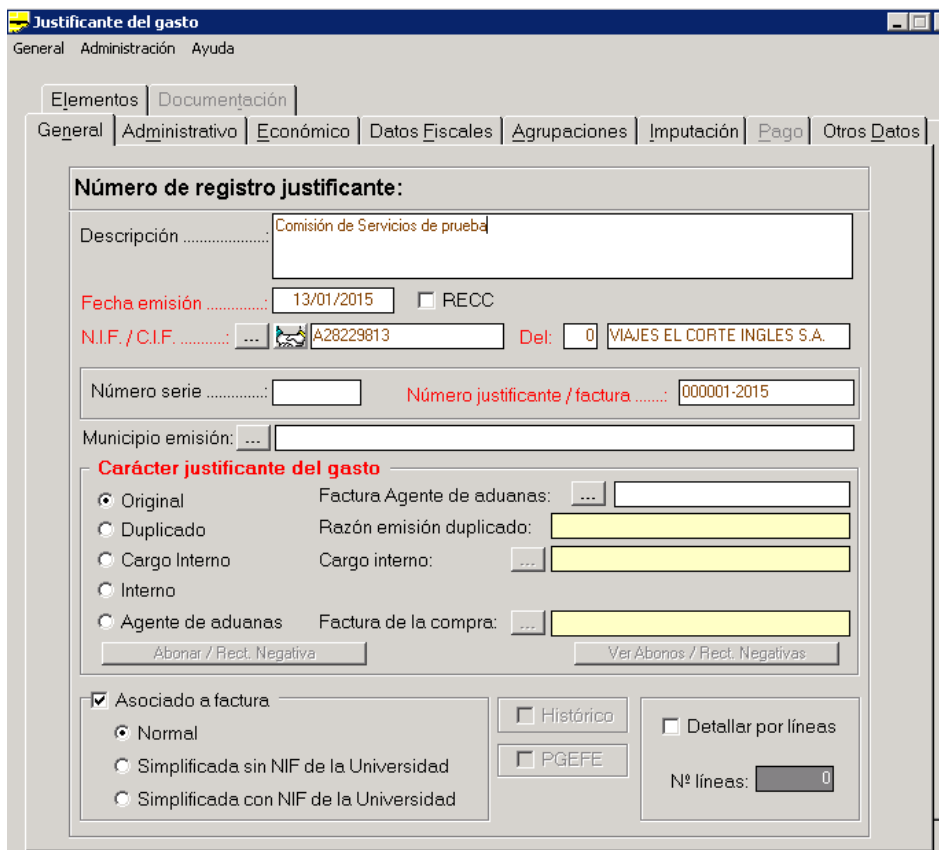 Justificante del gasto
General Administración Ayuda
Elementos Documentación
General Administrativo Económico Datos Fiscales Agrupaciones Imputación Pago Otros Datos
Número de registro justificante:
Descripción ....................: Comisión de Servicios de prueba
Fecha emisión .............: 13/01/2015 RECC
N.I.F. / C.I.F. ..........: ... A28229813 Del: 0 VIAJES EL CORTE INGLES S.A.
Número serie .............: Número justificante / factura ......: 000001-2015
Municipio emisión: ...
Carácter justificante del gasto
Original Factura Agente de aduanas: ...
Duplicado Razón emisión duplicado:
Cargo Interno Cargo interno: ...
Interno
Agente de aduanas Factura de la compra: ...
Abonar / Rect. Negativa Ver Abonos / Rect. Negativas
Asociado a factura Histórico Detallar por líneas
Normal
Simplificada sin NIF de la Universidad PGEFE Nº líneas: 0
Simplificada con NIF de la Universidad